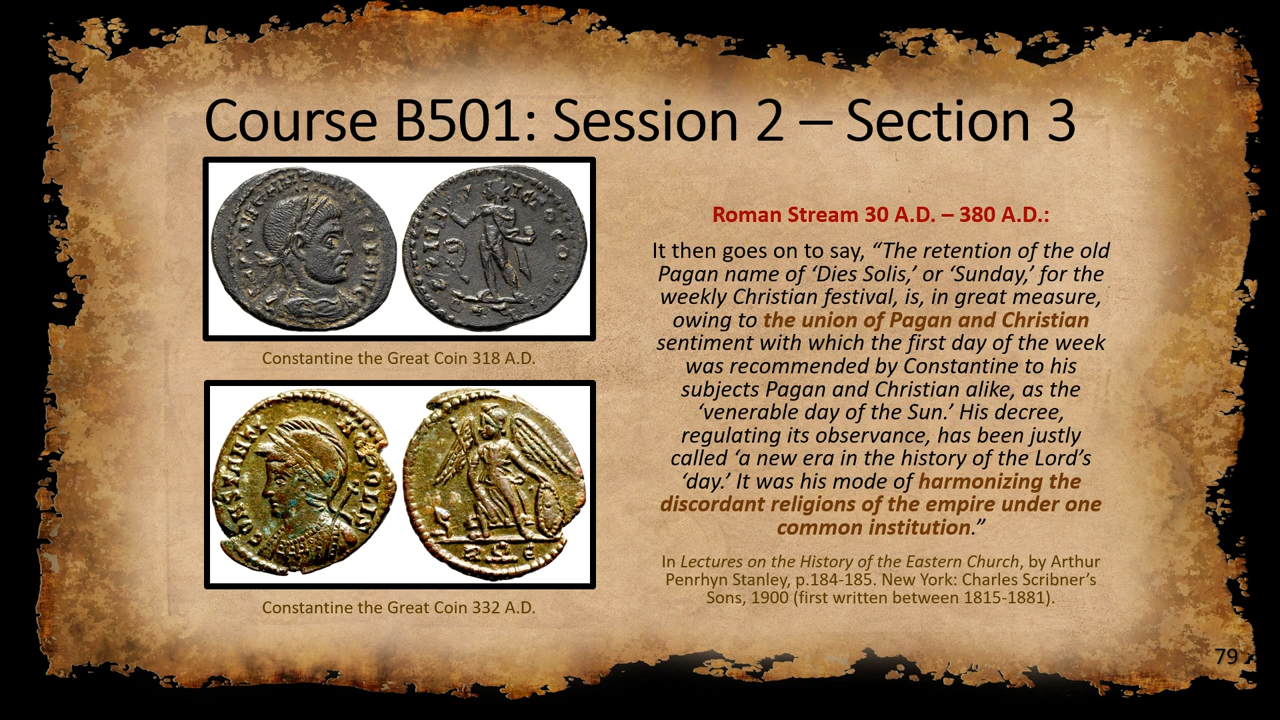 Course B501: Session 2 – Section 3
Constantine the Great Coin 318 A.D.
CONSTANTI
NOPOLIS
Constantine the Great Coin 332 A.D.
Roman Stream 30 A.D. – 380 A.D.:
It then goes on to say, “The retention of the old
Pagan name of ‘Dies Solis,’ or ‘Sunday,’ for the
weekly Christian festival, is, in great measure,
owing to the union of Pagan and Christian
sentiment with which the first day of the week
was recommended by Constantine to his
subjects Pagan and Christian alike, as the
‘venerable day of the Sun.’ His decree,
regulating its observance, has been justly
called ‘a new era in the history of the Lord’s
‘day.’ It was his mode of harmonizing the
discordant religions of the empire under one
common institution.”
In Lectures on the History of the Eastern Church, by Arthur
Penrhyn Stanley, p.184-185. New York: Charles Scribner’s
Sons, 1900 (first written between 1815-1881).
79